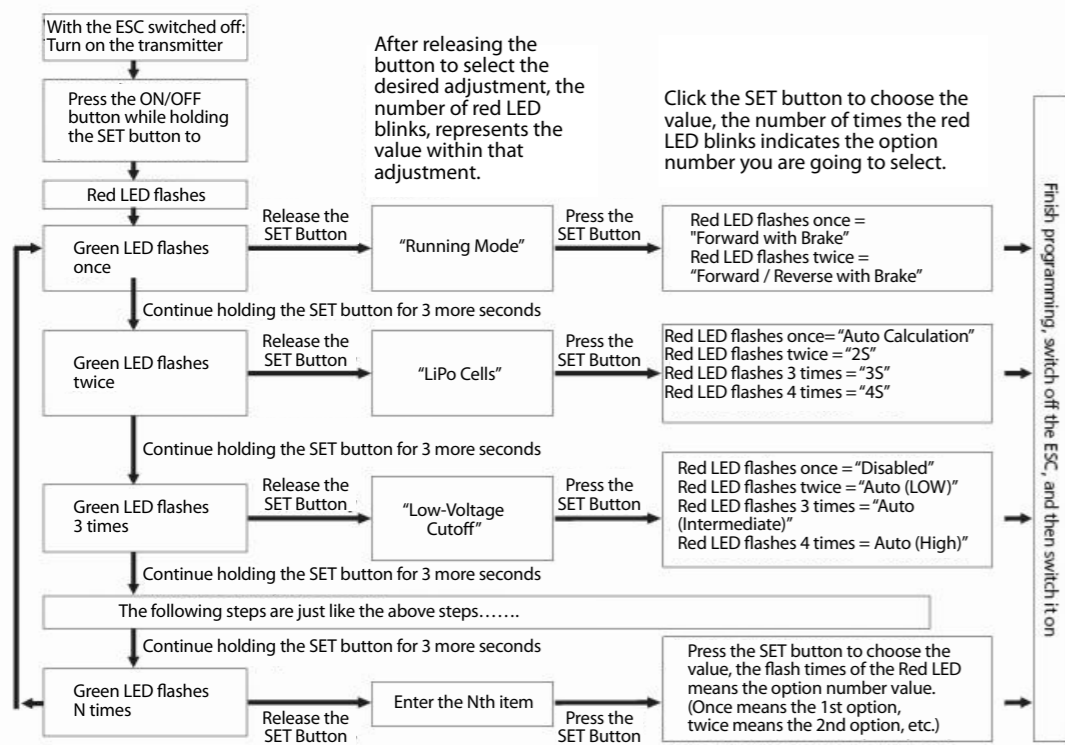 With the ESC switched off:
Turn on the transmitter
After releasing the
button to select the
desired adjustment, the
number of red LED
blinks, represents the
value within that
adjustment.
Click the SET button to choose the
value, the number of times the red
LED blinks indicates the option
number you are going to select.
Press the ON/OFF
button while holding
the SET button to
Red LED flashes
Green LED flashes
once
Release the
SET Button
“Running Mode”
Press the
SET Button
Red LED flashes once =
"Forward with Brake”
Red LED flashes twice =
“Forward / Reverse with Brake”
Continue holding the SET button for 3 more seconds
Green LED flashes
twice
Release the
SET Button
“LiPo Cells”
Press the
SET Button
Red LED flashes once= “Auto Calculation”
Red LED flashes twice = “2S”
Red LED flashes 3 times = “3S”
Red LED flashes 4 times = “4S”
Continue holding the SET button for 3 more seconds
Green LED flashes
3 times
Release the
SET Button
“Low-Voltage
Cutoff”
Press the
SET Button
Red LED flashes once = “Disabled”
Red LED flashes twice = “Auto (LOW)”
Red LED flashes 3 times = “Auto
(Intermediate)”
Red LED flashes 4 times = Auto (High)”
Continue holding the SET button for 3 more seconds
The following steps are just like the above steps…….
Continue holding the SET button for 3 more seconds
Green LED flashes
N times
Release the
SET Button
Enter the Nth item
Press the
SET Button
Press the SET button to choose the
value, the flash times of the Red LED
means the option number value.
(Once means the 1st option,
twice means the 2nd option, etc.)
Finish programming, switch off the ESC, and then switch it on